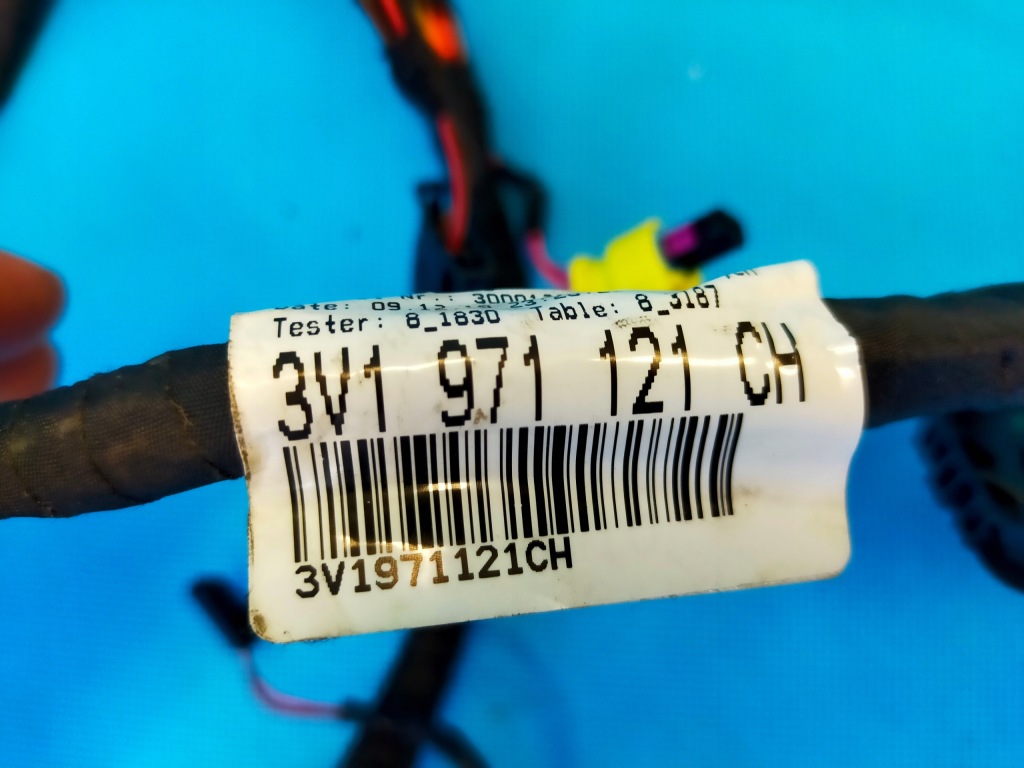 Tester: 8_1830 Table: 8_3187
3V1 971 121 CH
3V1971121CH